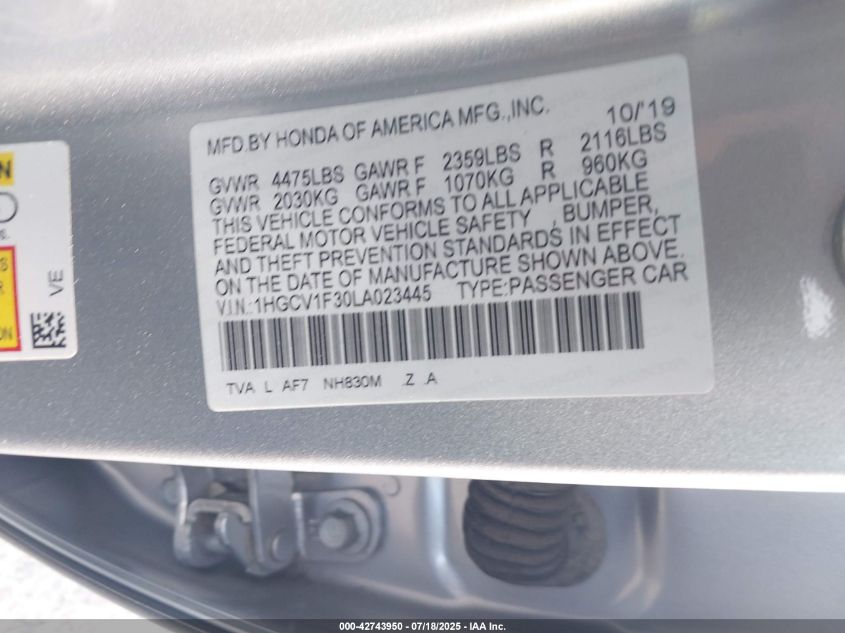 MFD.BY HONDA OF AMERICA MFG.,INC. 10/'19
GVWR 4475LBS GAWR F 2359LBS R 2116LBS
GVWR 2030KG GAWR F 1070KG R 960KG
THIS VEHICLE CONFORMS TO ALL APPLICABLE
FEDERAL MOTOR VEHICLE SAFETY , BUMPER,
AND THEFT PREVENTION STANDARDS IN EFFECT
ON THE DATE OF MANUFACTURE SHOWN ABOVE.
V.I.N.:1HGCV1F30LA023445 TYPE:PASSENGER CAR
TVA L AF7 NH830M .Z .A
VE
000-42743950 / 07/18/2025 - IAA Inc.